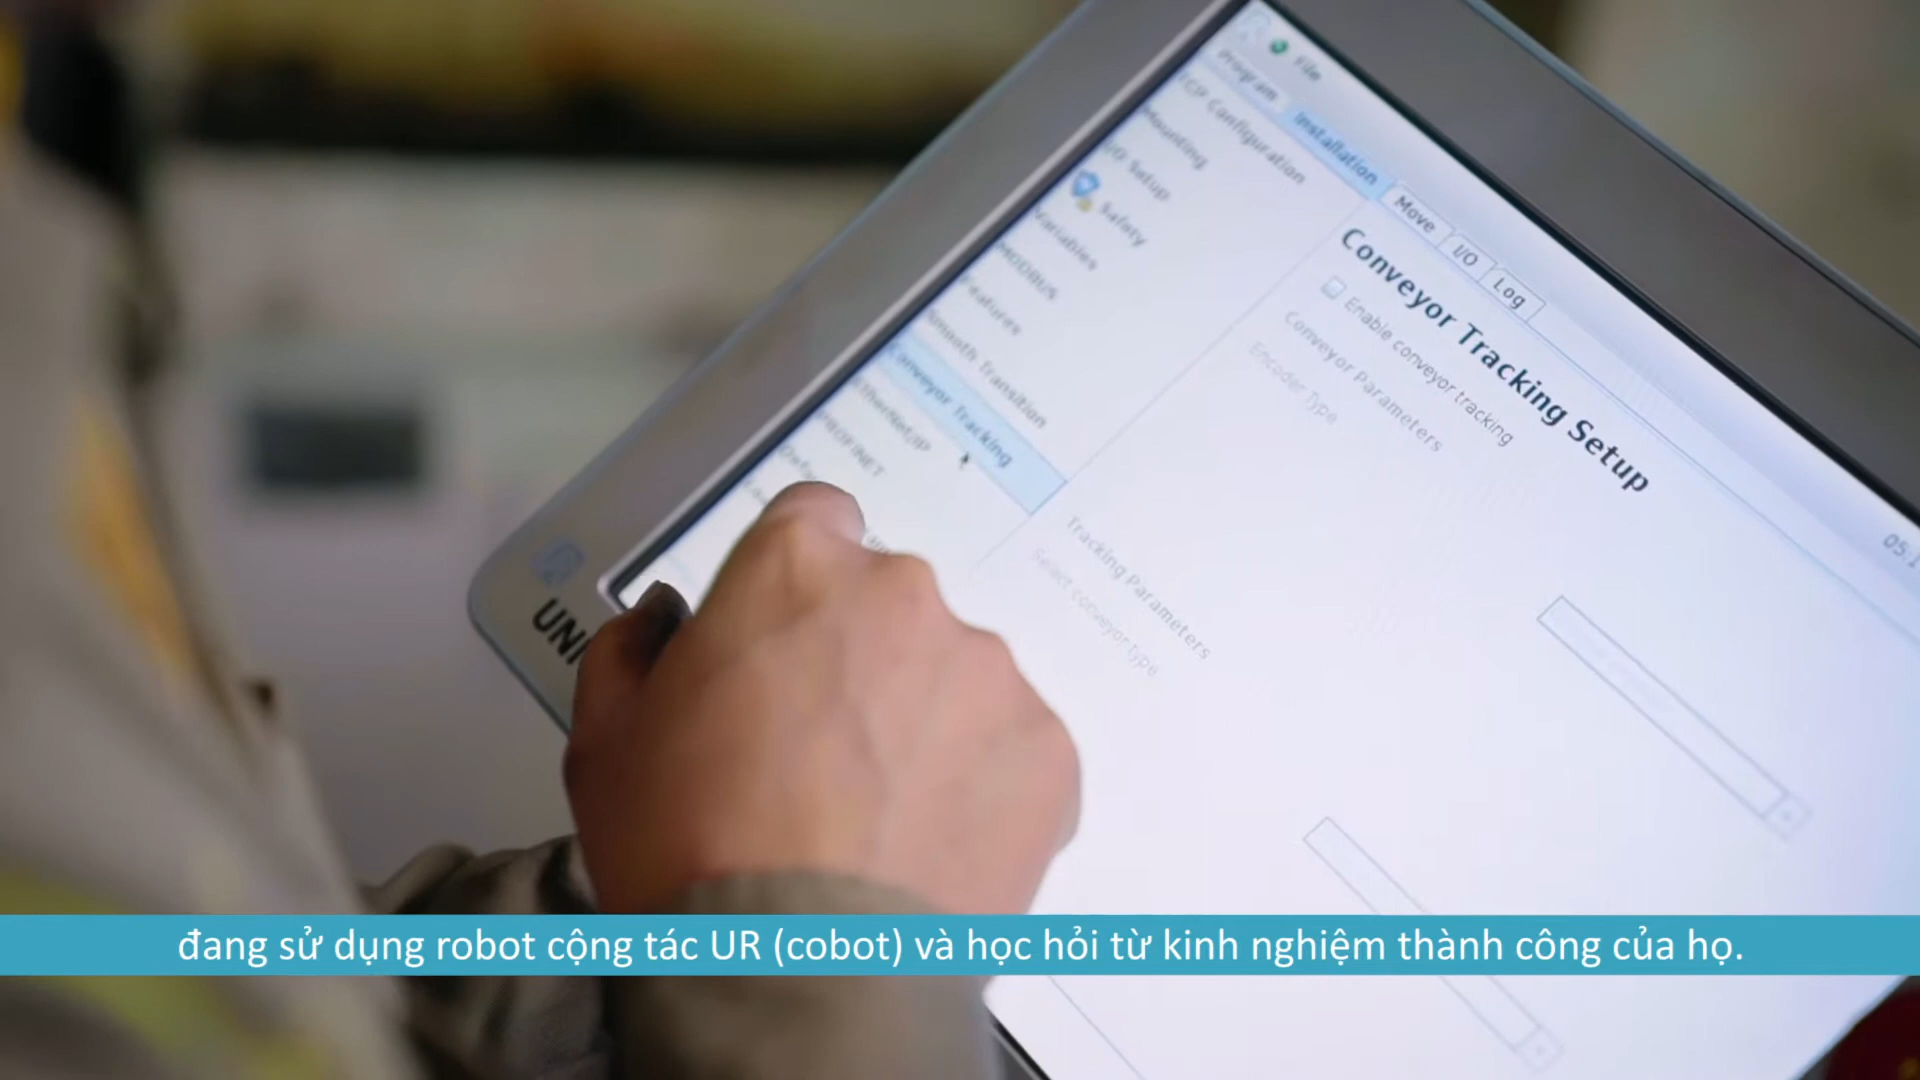 File
Program
Installation
Move
I/O
Log
TCP Configuration
Mounting
I/O Setup
Safety
Variables
MODBUS
Features
Smooth Transition
Conveyor Tracking
EtherNet/IP
PROFINET
Conveyor Tracking Setup
Enable conveyor tracking
Conveyor Parameters
Encoder Type
Tracking Parameters
Select conveyor type
UNI
đang sử dụng robot cộng tác UR (cobot) và học hỏi từ kinh nghiệm thành công của họ.